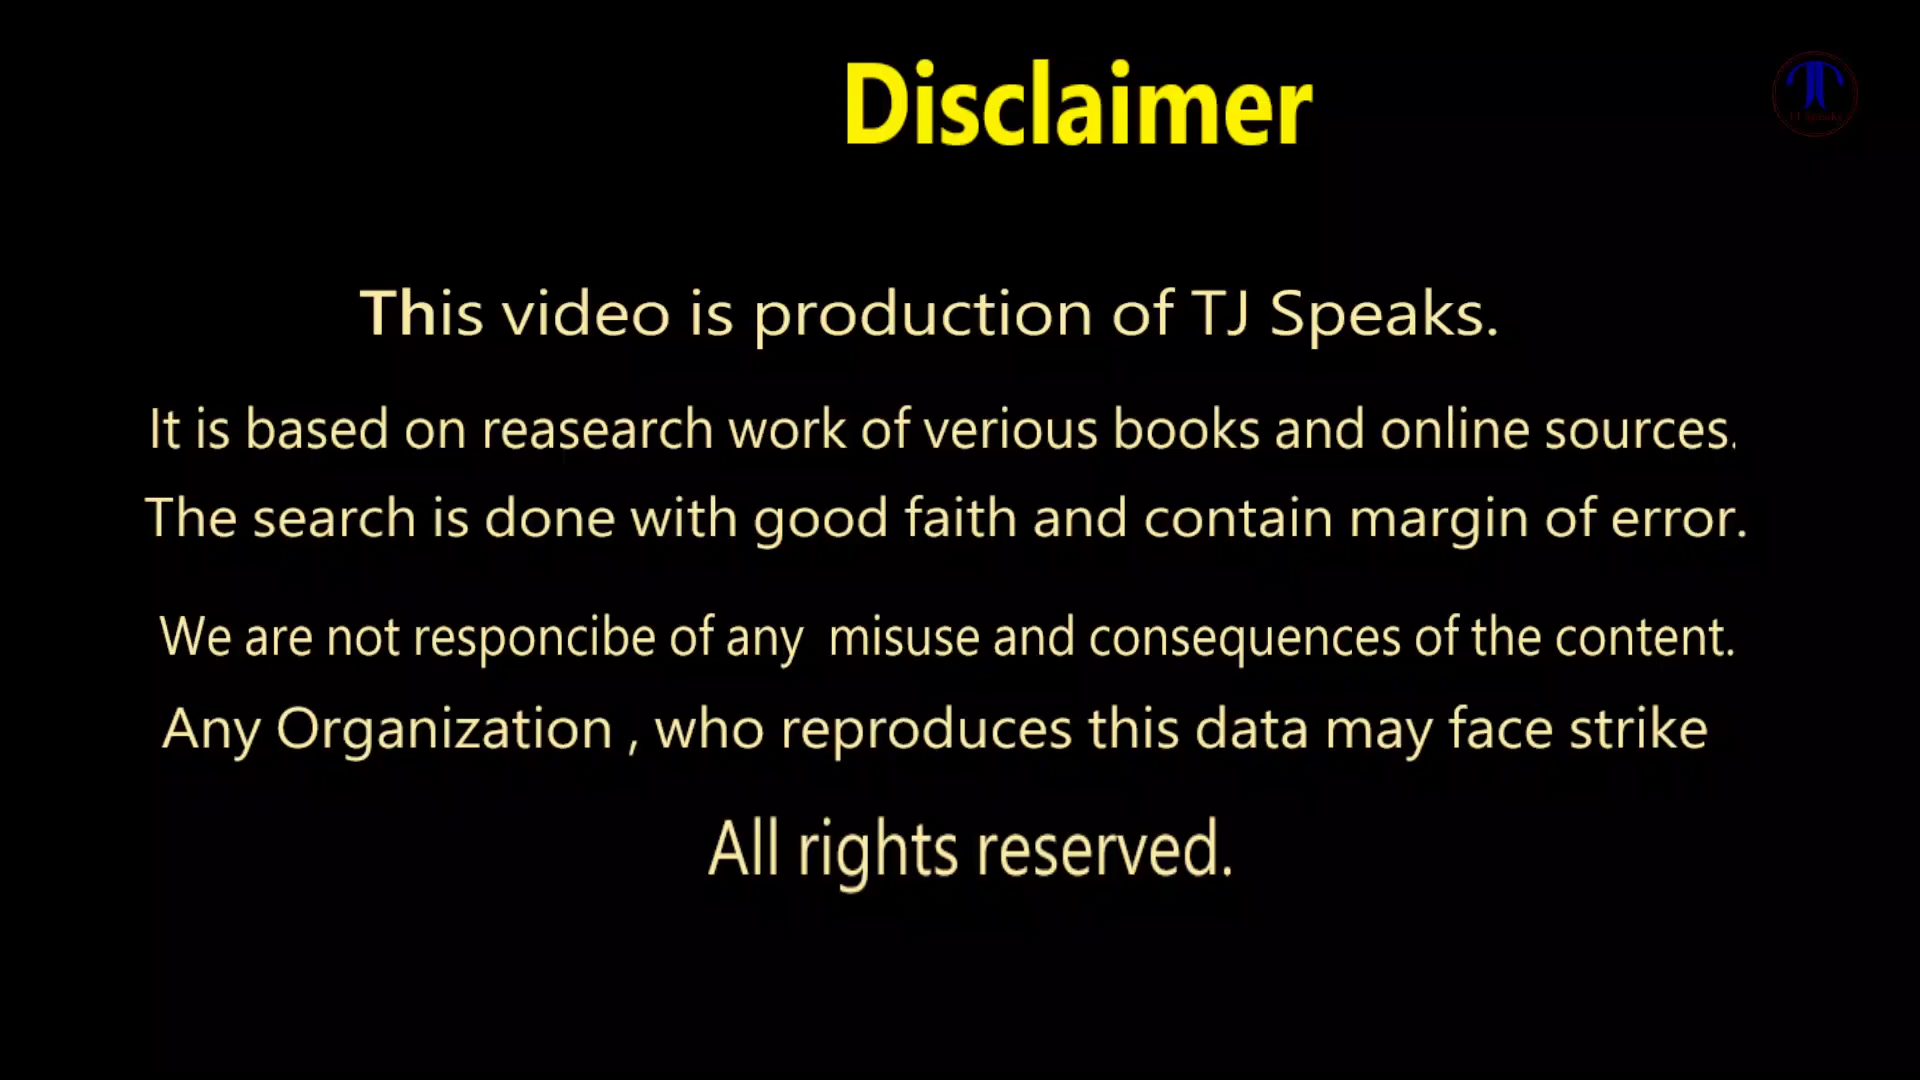 Disclaimer
This video is production of TJ Speaks.
It is based on reasearch work of verious books and online sources.
The search is done with good faith and contain margin of error.
We are not responcibe of any  misuse and consequences of the content.
Any Organization , who reproduces this data may face strike
All rights reserved.
TJ Speaks